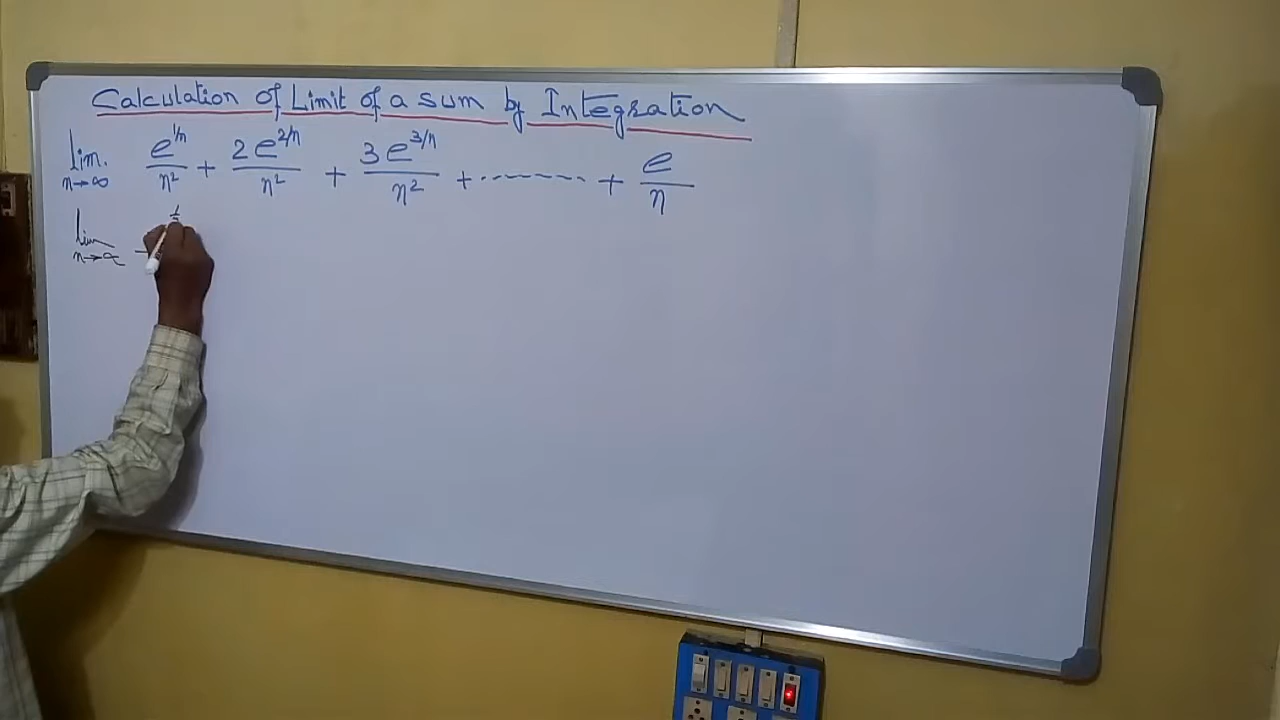 Calculation of Limit of a sum by Integration
lim. n→∞ e^{1/n}/n² + 2e^{2/n}/n² + 3e^{3/n}/n² + -------- + e/n
lim n→∞